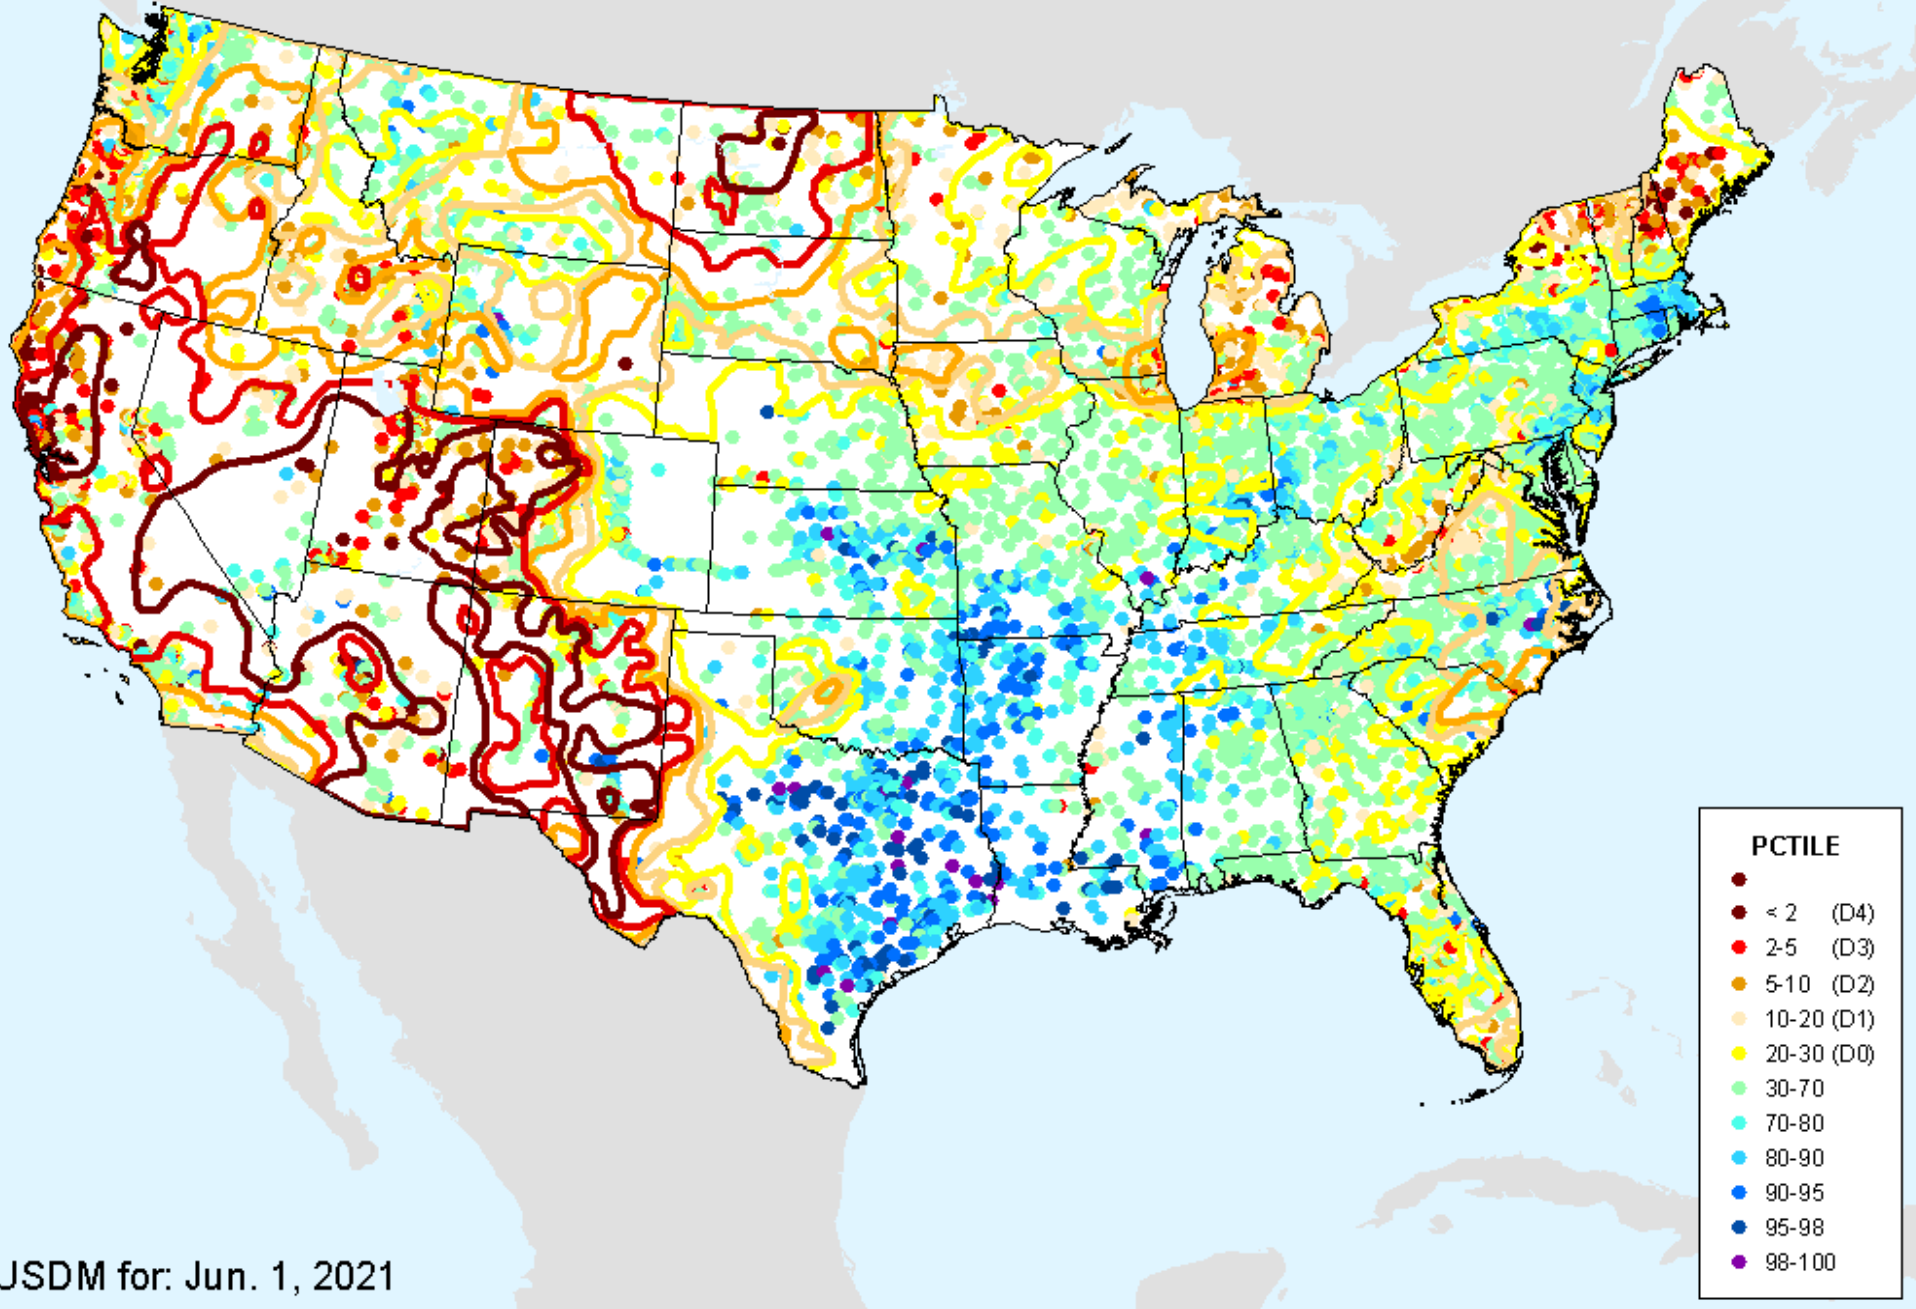 PCTILE
< 2 (D4)
2-5 (D3)
5-10 (D2)
10-20 (D1)
20-30 (D0)
30-70
70-80
80-90
90-95
95-98
98-100
USDM for: Jun. 1, 2021